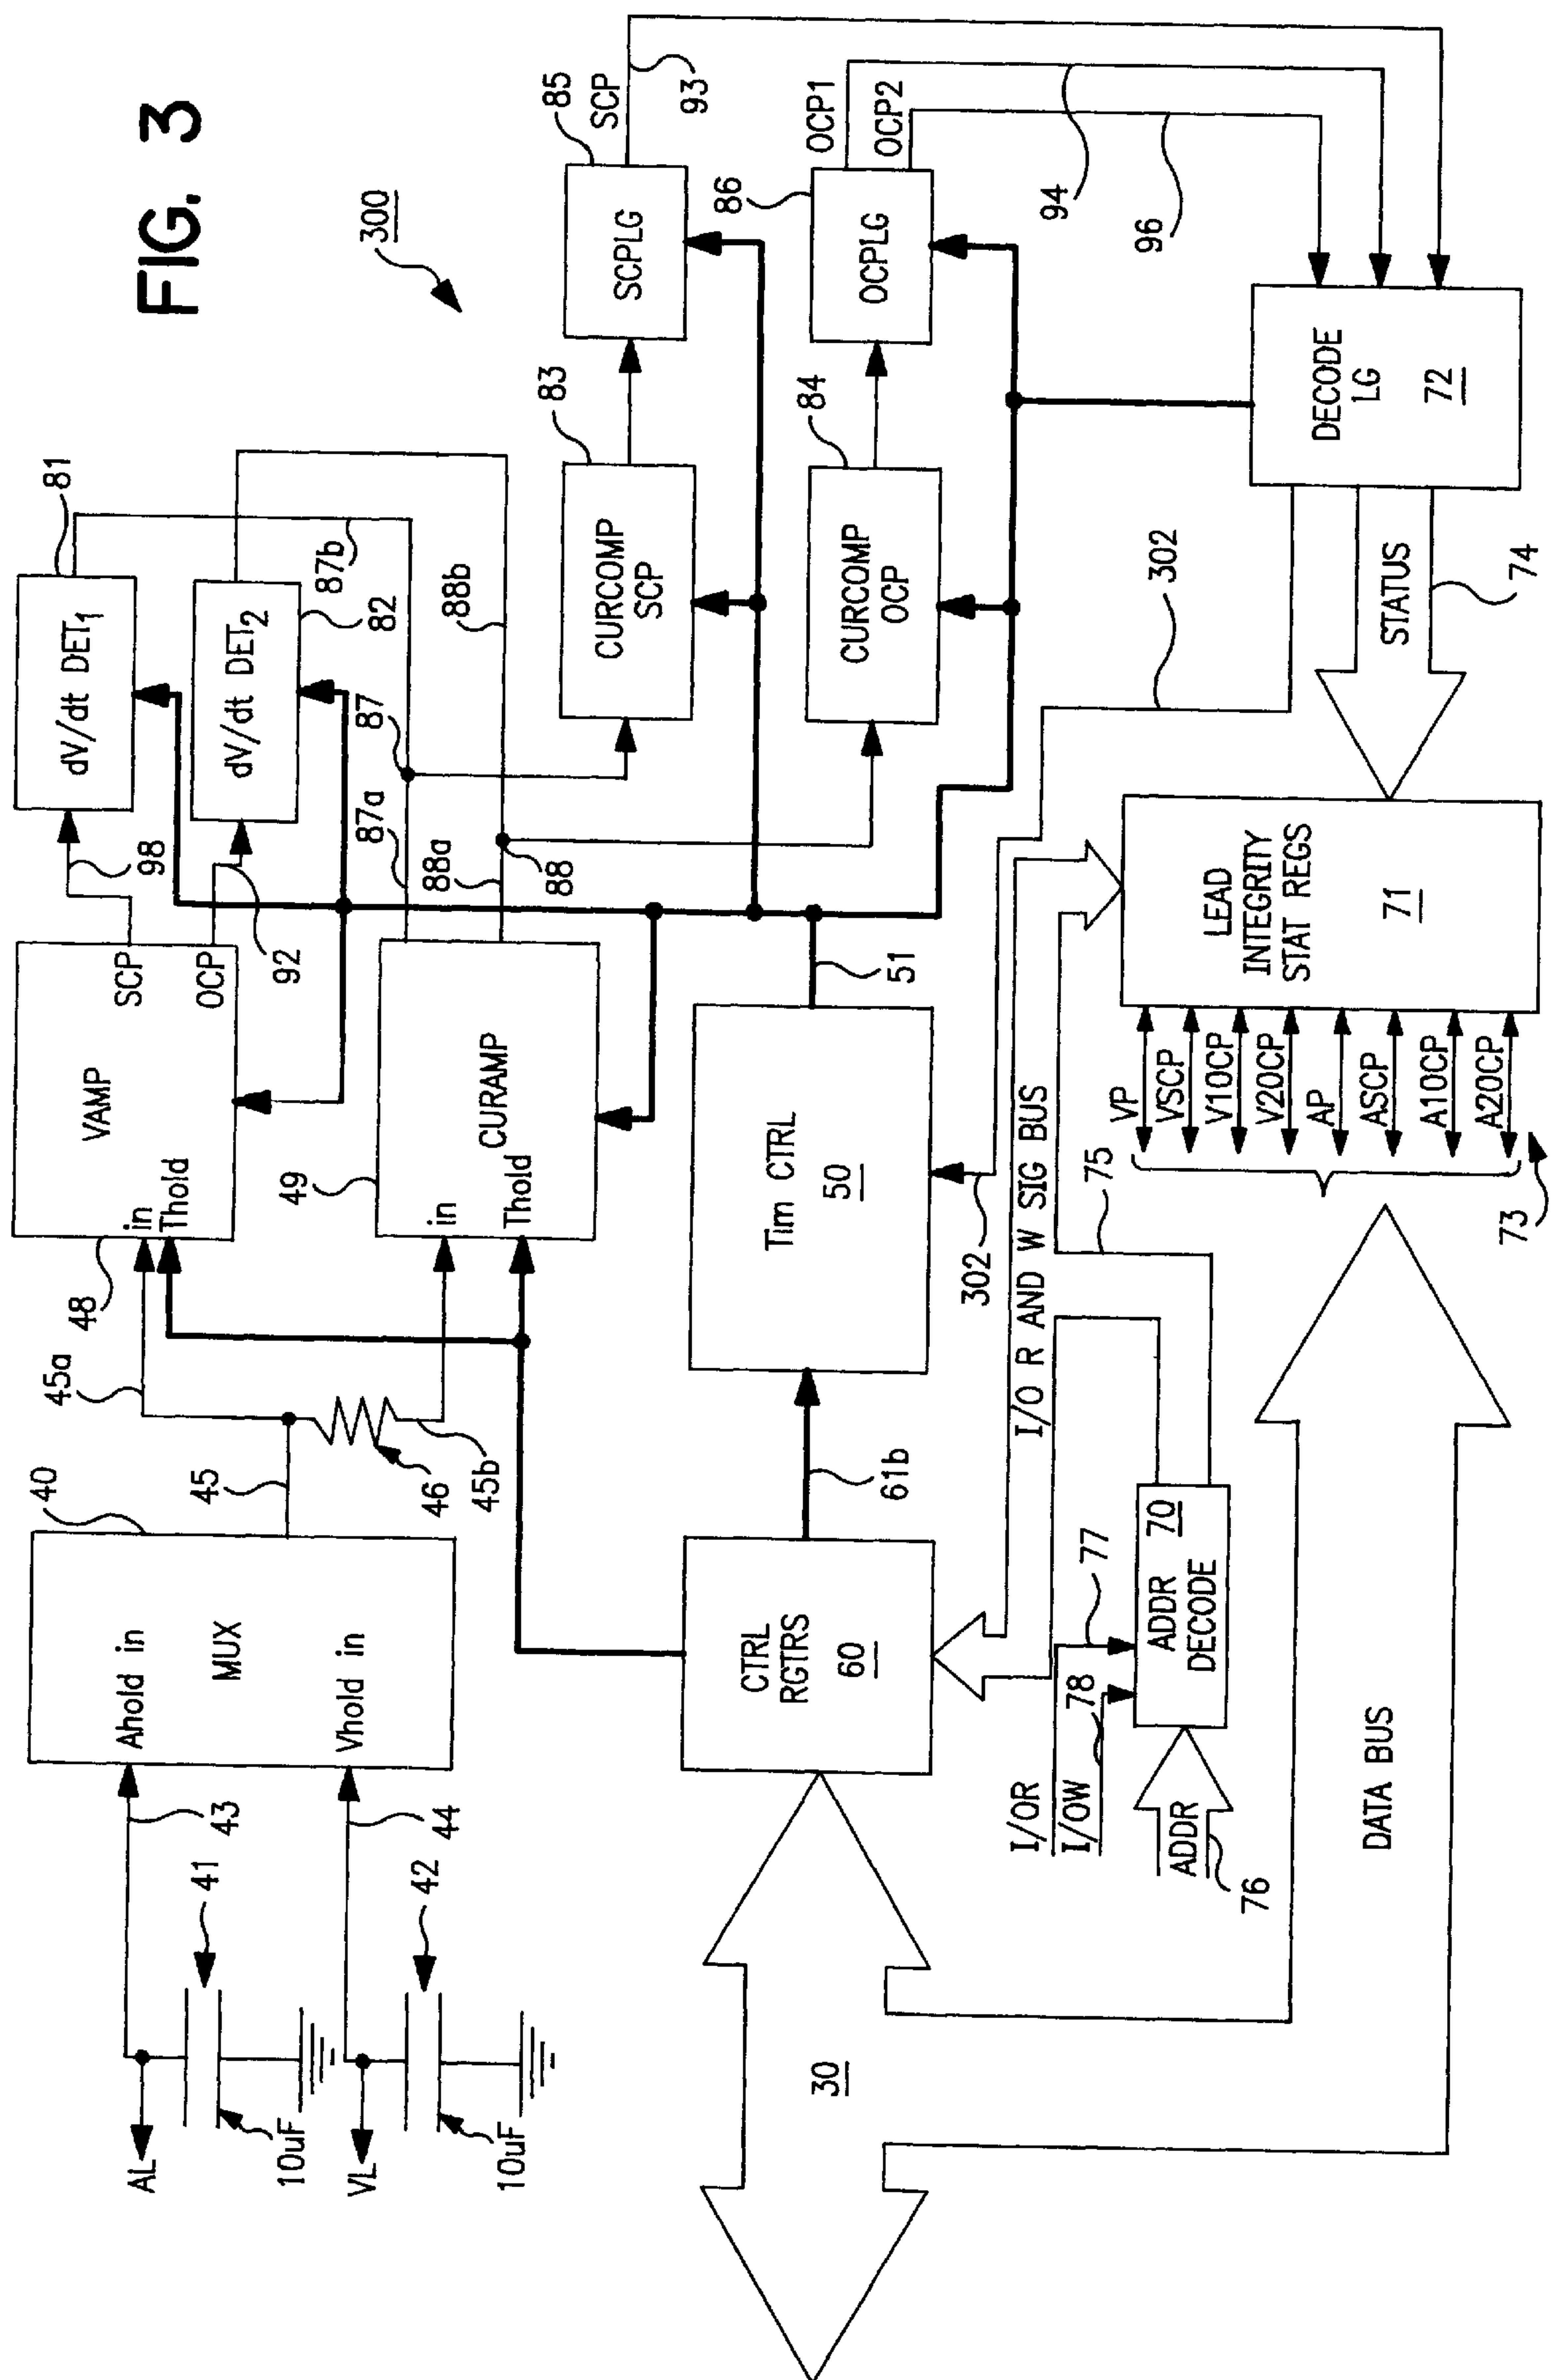 FIG. 3
300
AL
10uF
41
43
VL
10uF
42
44
Ahold in
MUX
Vhold in
40
45
45a
46
45b
48
VAMP
in
Thold
SCP
OCP
98
92
49
CURAMP
in
Thold
dV/dt DET1
81
dV/dt DET2
82
87b
87a
87
88b
88a
88
CURCOMP
SCP
83
SCPLG
85
SCP
93
CURCOMP
OCP
84
OCPLG
86
OCP1
OCP2
94
96
CTRL
RGTRS
60
61b
Tim CTRL
50
51
302
302
I/O R AND W SIG BUS
75
I/OR
77
I/OW
78
ADDR
76
ADDR
DECODE
70
30
DATA BUS
VP
VSCP
V1OCP
V2OCP
AP
ASCP
A1OCP
A2OCP
73
LEAD
INTEGRITY
STAT REGS
71
STATUS
74
DECODE
LG
72